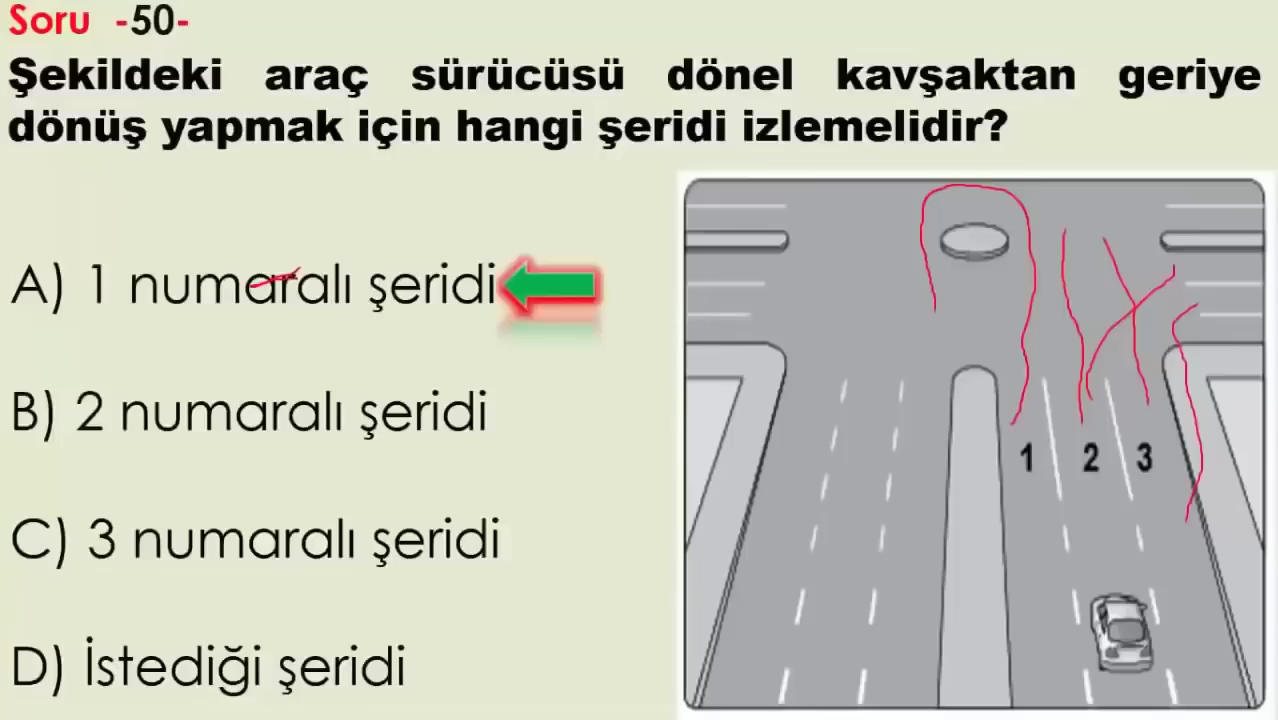 Soru -50-
Şekildeki araç sürücüsü dönel kavşaktan geriye
dönüş yapmak için hangi şeridi izlemelidir?
A) 1 numaralı şeridi
B) 2 numaralı şeridi
C) 3 numaralı şeridi
D) İstediği şeridi
1 2 3